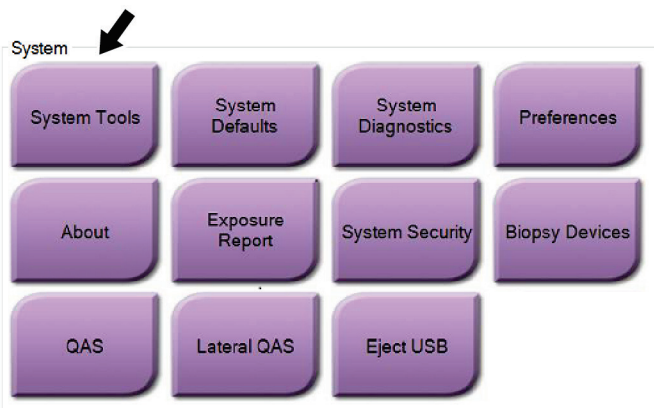 System
System Tools
System
Defaults
System
Diagnostics
Preferences
About
Exposure
Report
System Security
Biopsy Devices
QAS
Lateral QAS
Eject USB